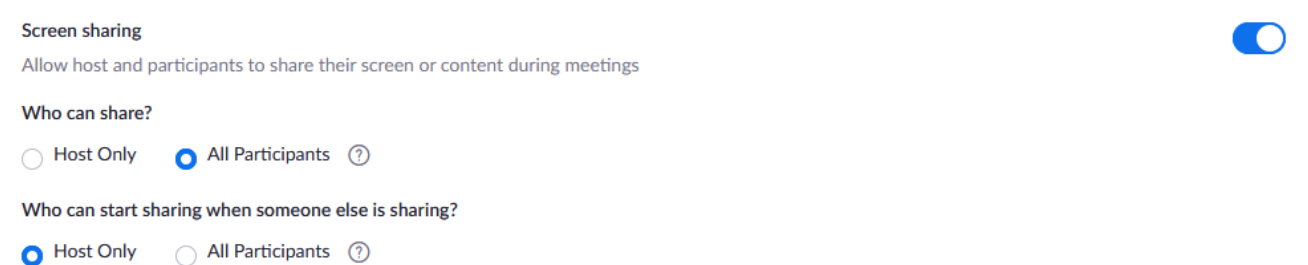 Screen sharing
Allow host and participants to share their screen or content during meetings
Who can share?
Host Only All Participants ?
Who can start sharing when someone else is sharing?
Host Only All Participants ?